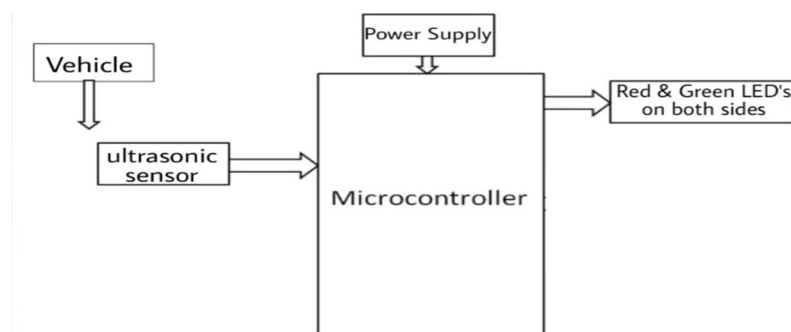 Power Supply
Vehicle
Red & Green LED's
on both sides
ultrasonic
sensor
Microcontroller